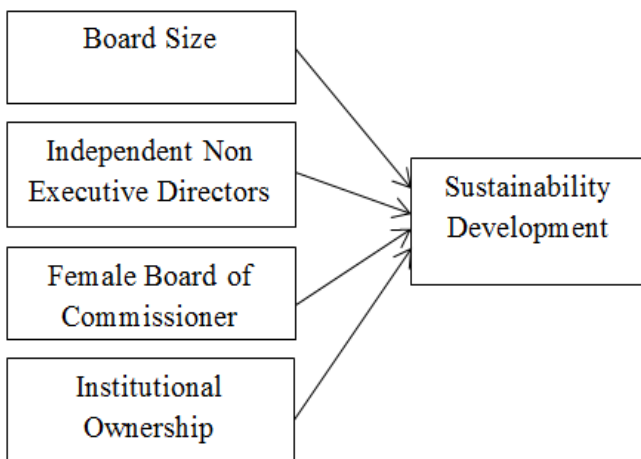 Board Size
Independent Non
Executive Directors
Female Board of
Commissioner
Institutional
Ownership
Sustainability
Development